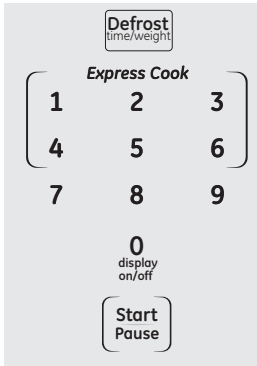 Defrost
time/weight
Express Cook
1 2 3
4 5 6
7 8 9
0
display
on/off
Start
Pause